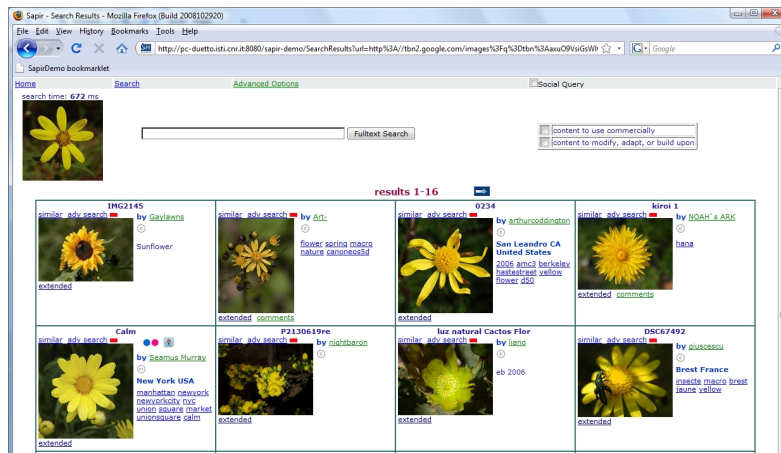 Sapir - Search Results - Mozilla Firefox (Build 2008102920)
File Edit View History Bookmarks Tools Help
http://pc-duetto.isti.cnr.it:8080/sapir-demo/SearchResults?url=http%3A//tbn2.google.com/images%3Fq%3Dtbn%3AaxuO9VsiGsWI
Google
SapirDemo bookmarklet
Home Search Advanced Options Social Query
search time: 672 ms
Fulltext Search
content to use commercially
content to modify, adapt, or build upon
results 1-16
IMG2145
similar adv search
by Gaylawns
Sunflower
extended
similar adv search
by Art-
flower spring macro
nature canoneos5d
extended comments
0234
similar adv search
by arthurcoddington
San Leandro CA
United States
2006 amc3 berkeley
hastestreet yellow
flower d50
extended comments
kiroi 1
similar adv search
by NOAH´s ARK
hana
extended comments
Calm
similar adv search
by Seamus Murray
New York USA
manhattan newyork
newyorkcity nyc
union square market
unionsquare calm
extended
P2130619re
similar adv search
by nightbaron
extended
luz natural Cactos Flor
similar adv search
by liano
eb 2006
extended
DSC67492
similar adv search
by giuscescu
Brest France
insecte macro brest
jaune yellow
extended